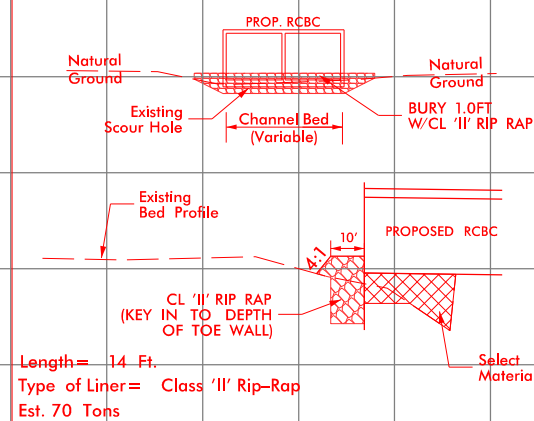 PROP. RCBC
Natural
Ground
Natural
Ground
Existing
Scour Hole
Channel Bed
(Variable)
BURY 1.0FT
W/CL 'II' RIP RAP
Existing
Bed Profile
4:1
10'
PROPOSED RCBC
CL 'II' RIP RAP
(KEY IN TO DEPTH
OF TOE WALL)
Select
Materia
Length= 14 Ft.
Type of Liner= Class 'II' Rip-Rap
Est. 70 Tons